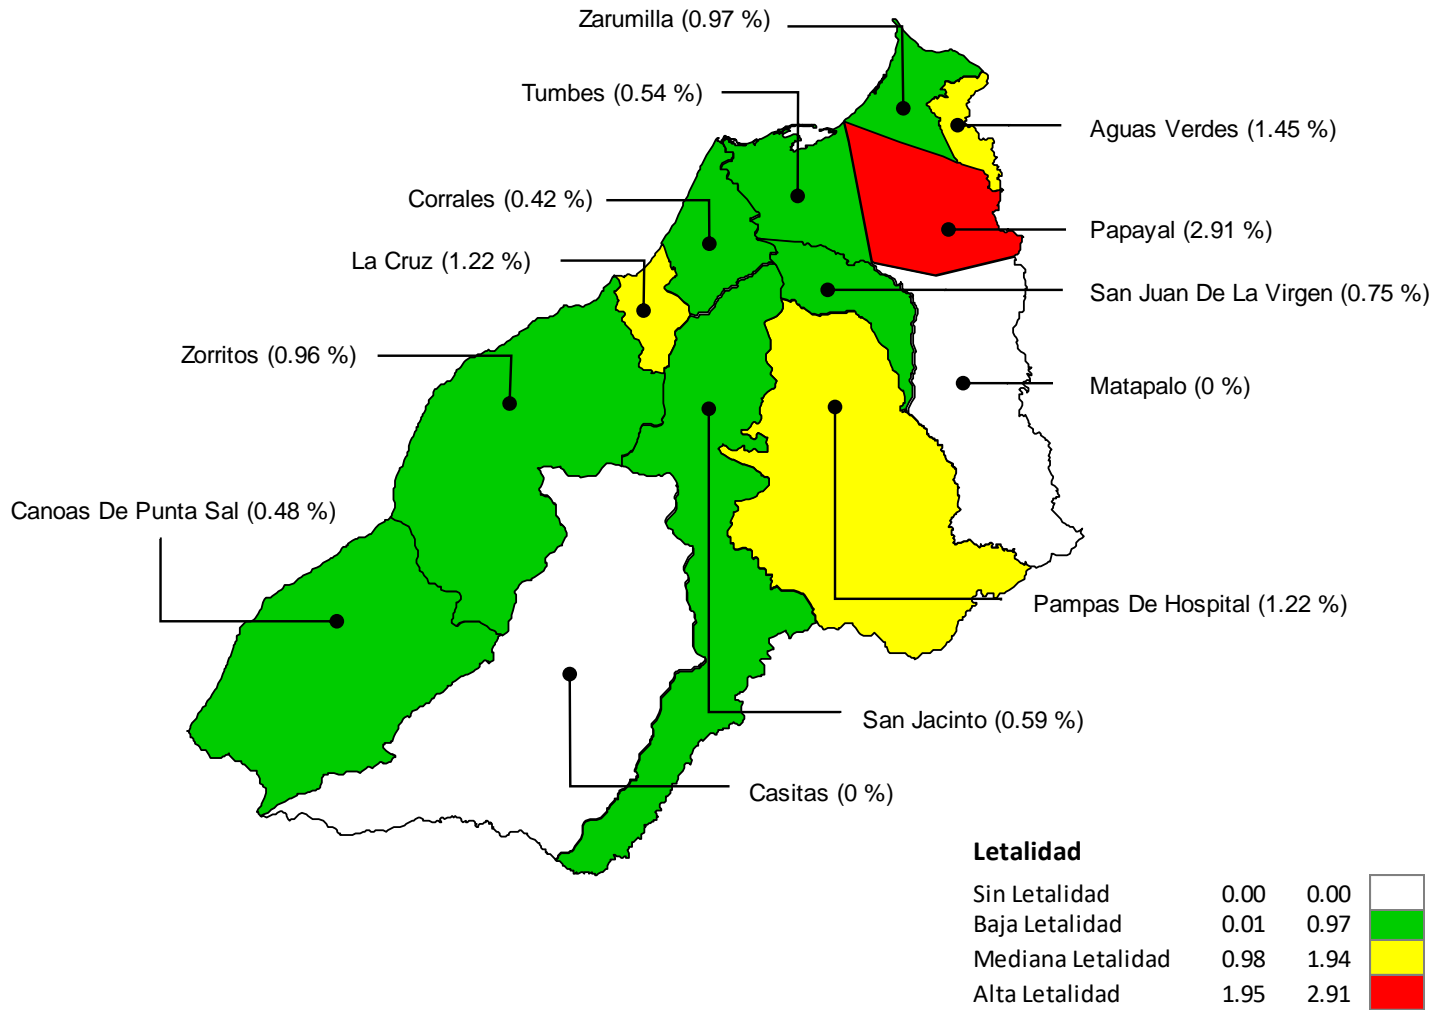 Zarumilla (0.97 %)
Tumbes (0.54 %)
Aguas Verdes (1.45 %)
Corrales (0.42 %)
Papayal (2.91 %)
La Cruz (1.22 %)
San Juan De La Virgen (0.75 %)
Zorritos (0.96 %)
Matapalo (0 %)
Canoas De Punta Sal (0.48 %)
Pampas De Hospital (1.22 %)
San Jacinto (0.59 %)
Casitas (0 %)
Letalidad
Sin Letalidad 0.00 0.00
Baja Letalidad 0.01 0.97
Mediana Letalidad 0.98 1.94
Alta Letalidad 1.95 2.91